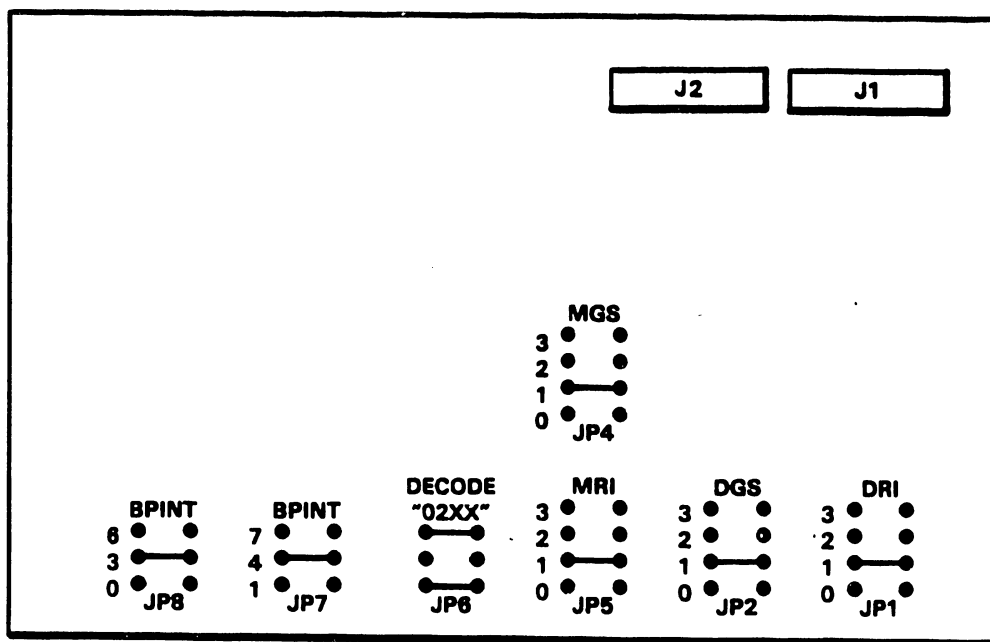 J2 J1
MGS
3
2
1
0
JP4
BPINT
6
3
0
JP8
BPINT
7
4
1
JP7
DECODE
"02XX"
JP6
MRI
3
2
1
0
JP5
DGS
3
2
1
0
JP2
DRI
3
2
1
0
JP1